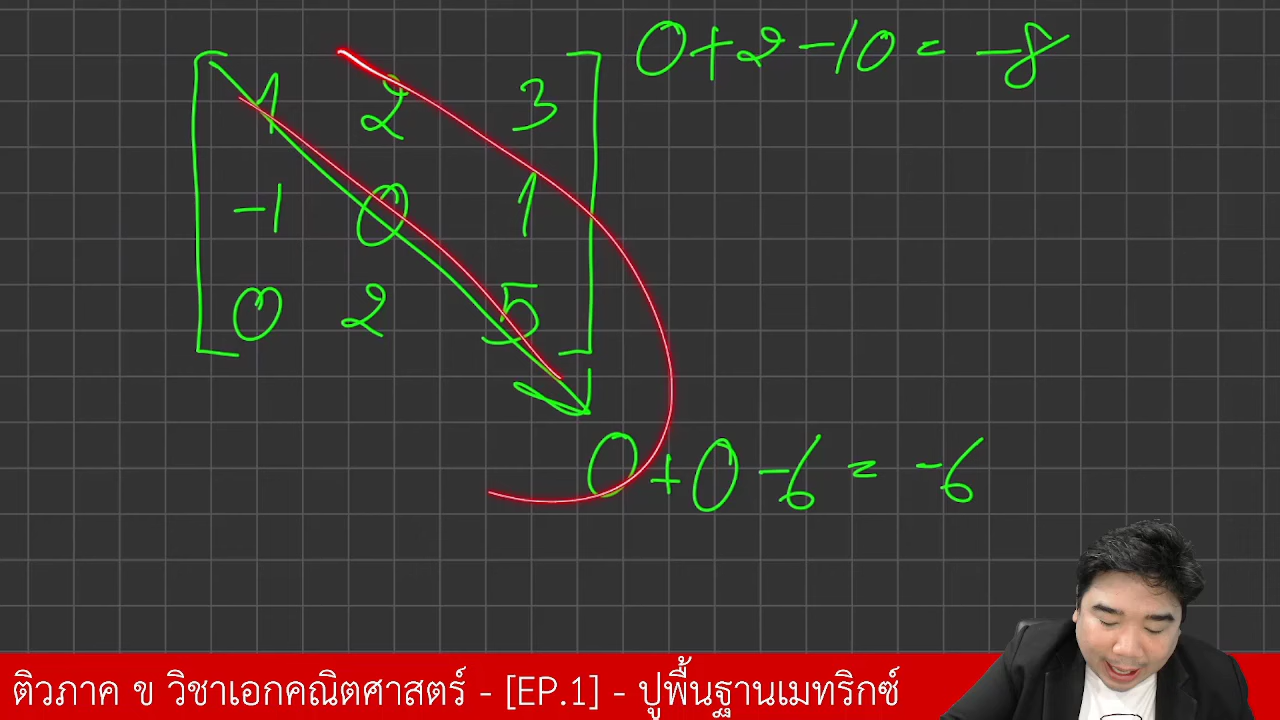 0+2-10 = -8
1 2 3
-1 0 1
0 2 5
0+0-6 = -6
ติวภาค ข วิชาเอกคณิตศาสตร์ - [EP.1] - ปูพื้นฐานเมทริกซ์